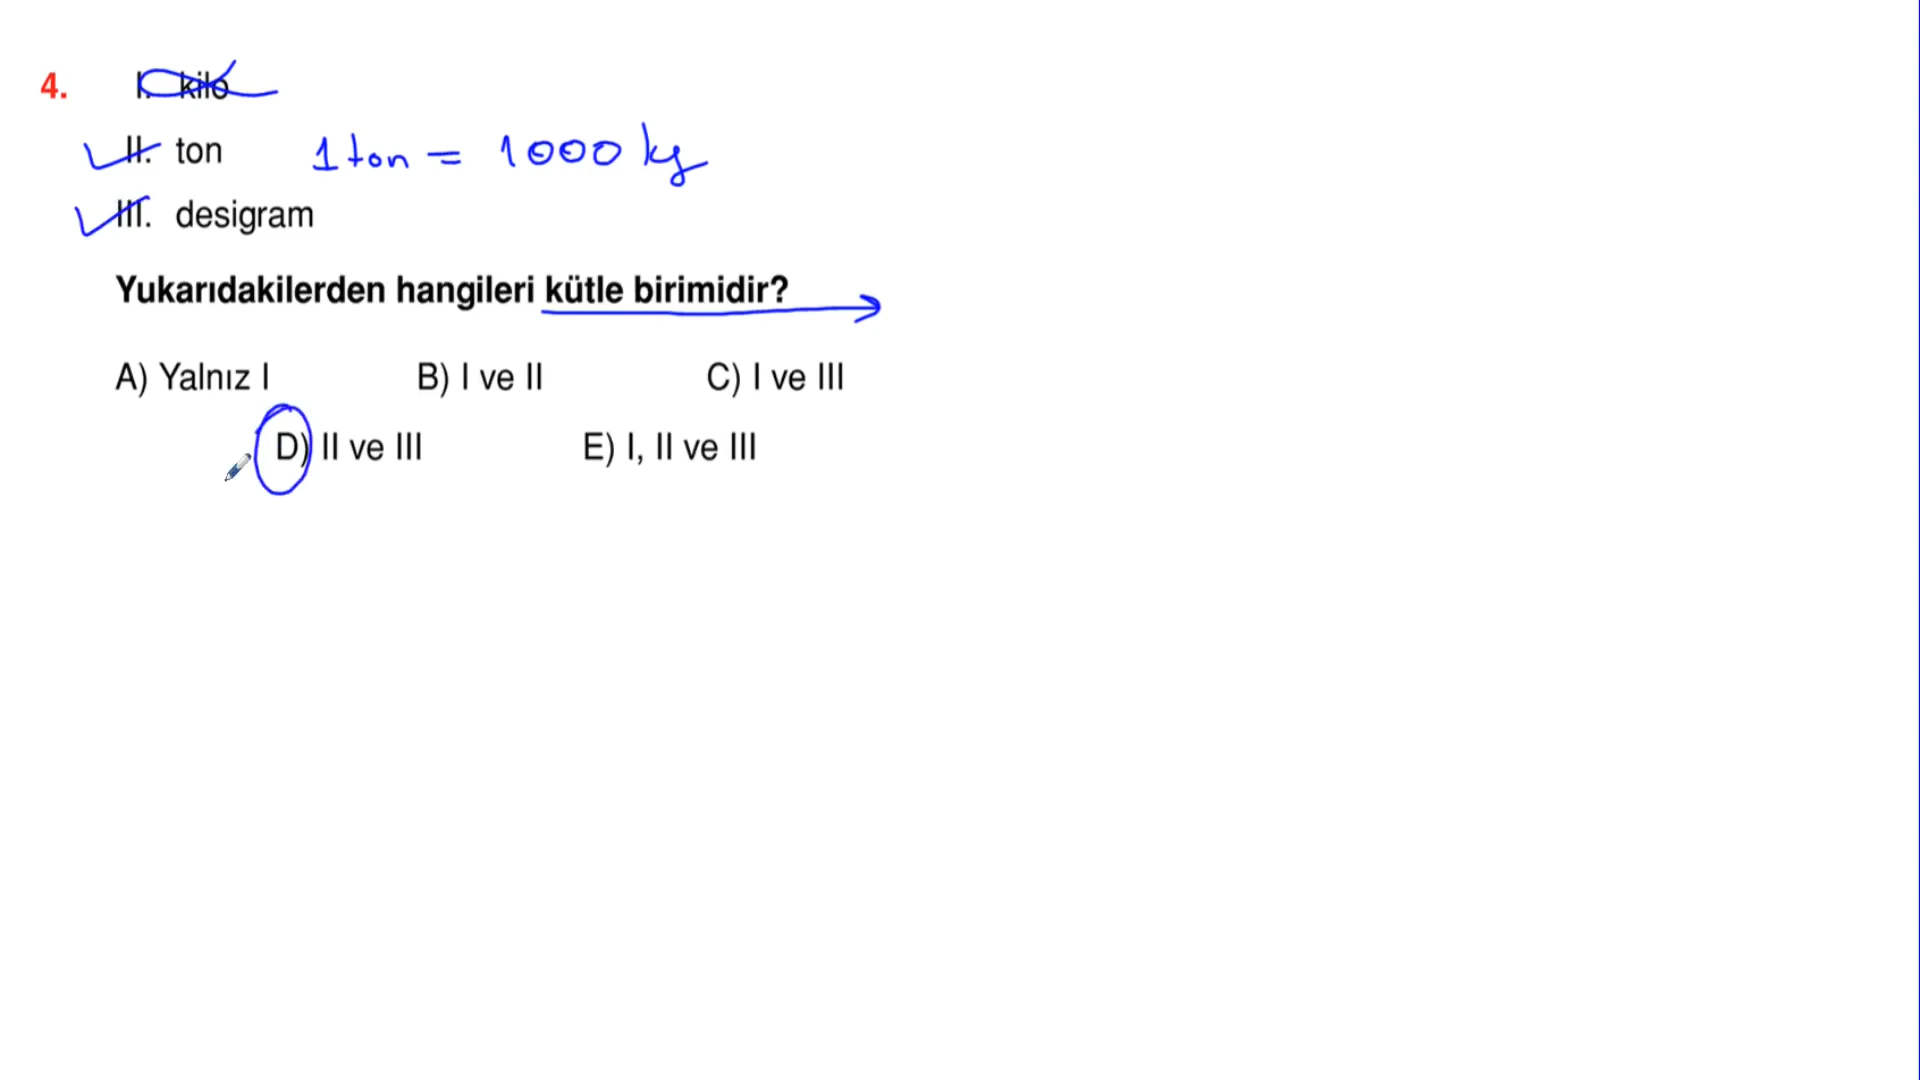 4. I. kilo
II. ton 1 ton = 1000 kg
III. desigram
Yukarıdakilerden hangileri kütle birimidir?
A) Yalnız I B) I ve II C) I ve III
D) II ve III E) I, II ve III